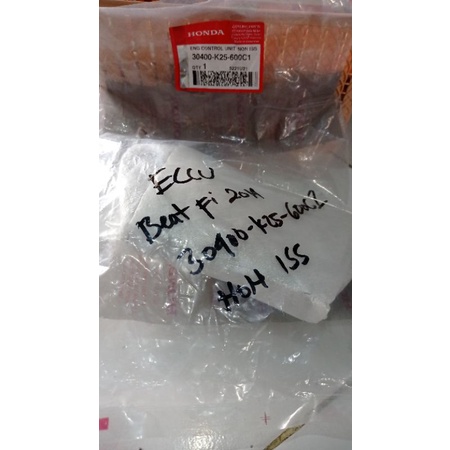 HONDA
ENG CONTROL UNIT NON ISS
30400-K25-600C1
QTY 1
ECU
Beat Fi 2014
30400-K25-60C1
NON ISS